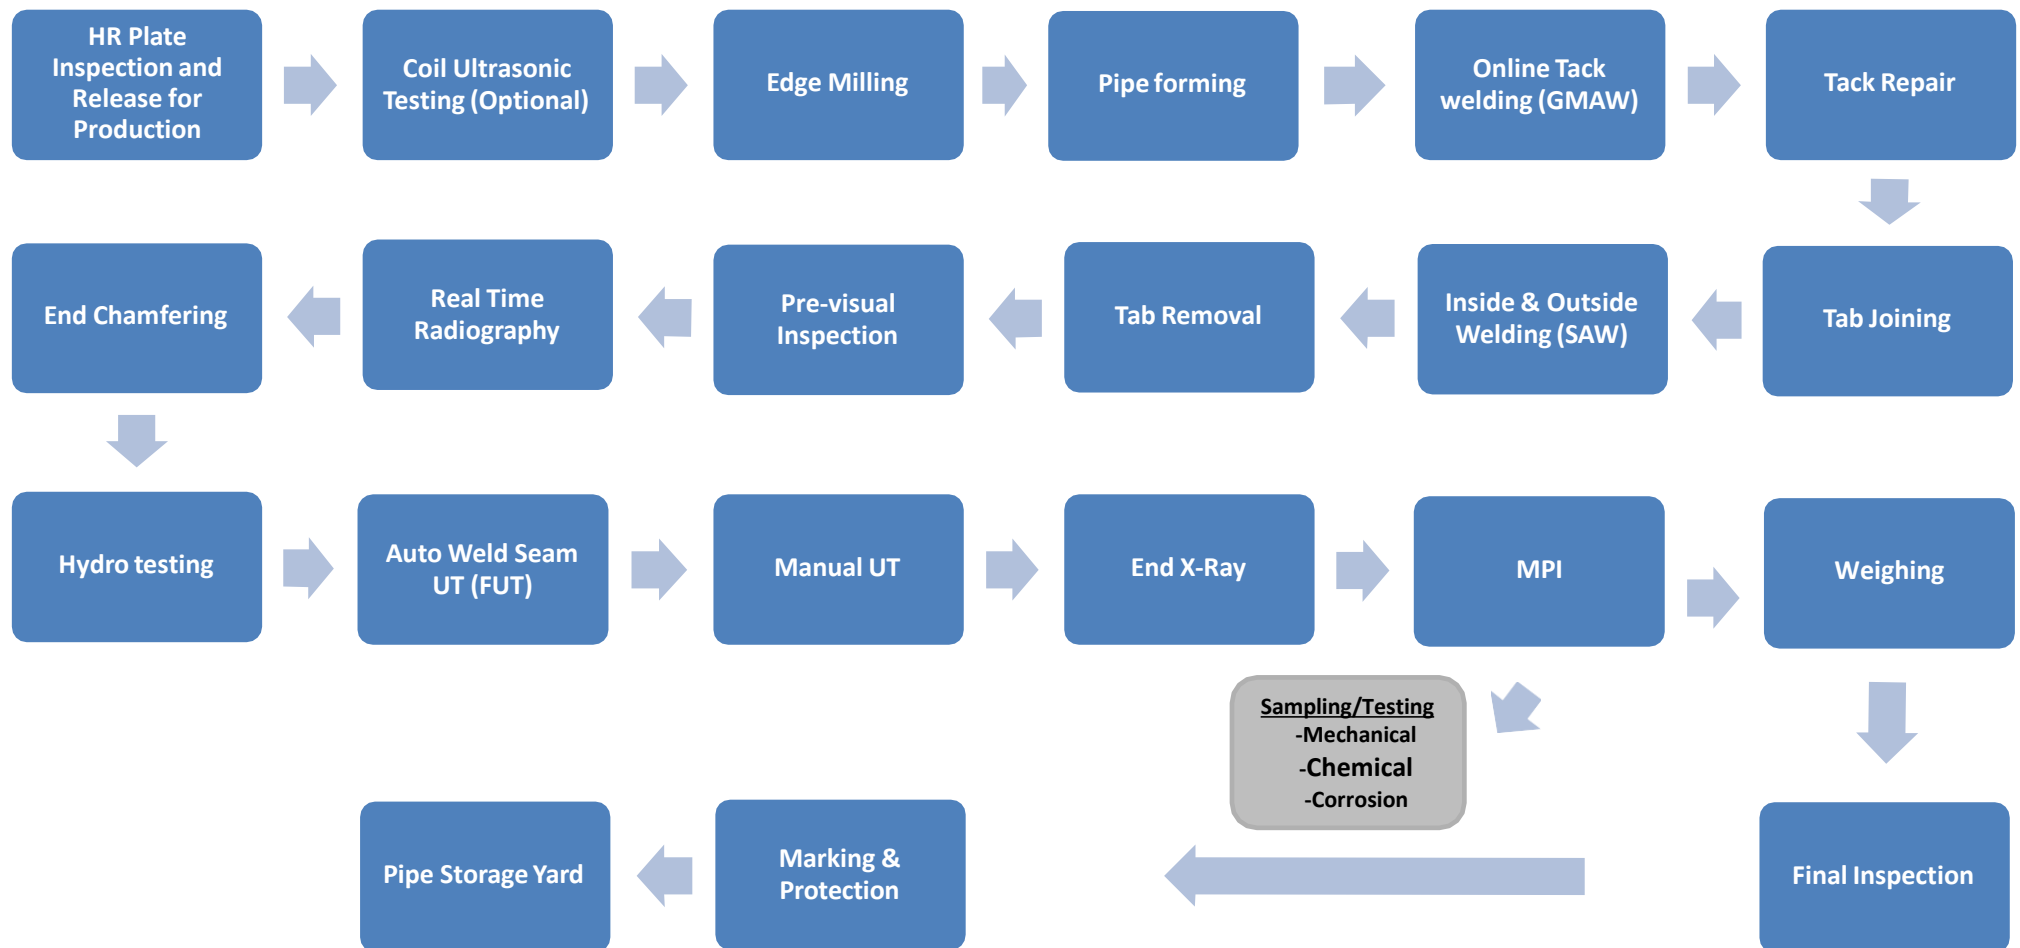 HR Plate
Inspection and
Release for
Production
Coil Ultrasonic
Testing (Optional)
Edge Milling
Pipe forming
Online Tack
welding (GMAW)
Tack Repair
Tab Joining
Inside & Outside
Welding (SAW)
Tab Removal
Pre-visual
Inspection
Real Time
Radiography
End Chamfering
Hydro testing
Auto Weld Seam
UT (FUT)
Manual UT
End X-Ray
MPI
Weighing
Sampling/Testing
-Mechanical
-Chemical
-Corrosion
Final Inspection
Marking &
Protection
Pipe Storage Yard